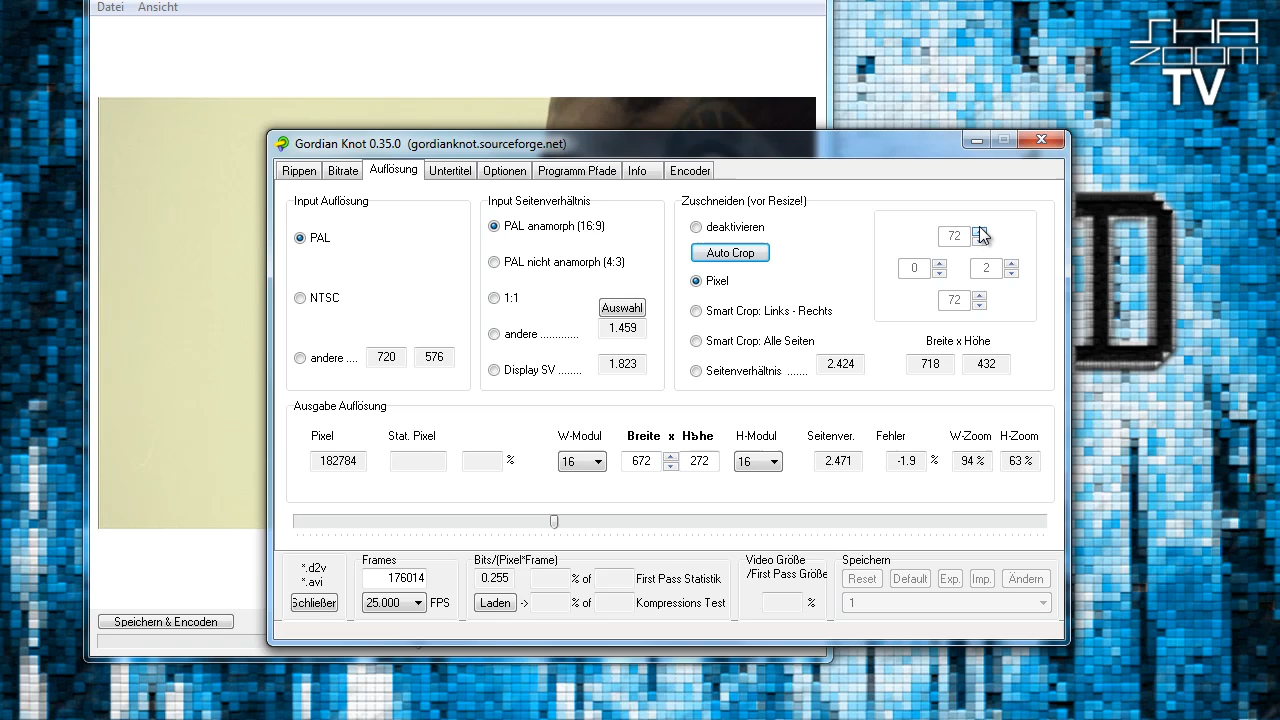 Datei Ansicht
SHA
ZOOM
TV
0.35.0 (gordianknot.sourceforge.net)
Rippen Bitrate Auflösung Untertitel Optionen Programm Pfade Info Encoder
Input Auflösung
PAL
NTSC
andere .... 720 576
Input Seitenverhältnis
PAL anamorph (16:9)
PAL nicht anamorph (4:3)
1:1
Auswahl
andere ........... 1.459
Display SV ........ 1.823
Zuschneiden (vor Resize!)
deaktivieren
Auto Crop
Pixel
Smart Crop: Links - Rechts
Smart Crop: Alle Seiten
Seitenverhältnis ...... 2.424
72
0 2
72
Breite x Höhe
718 432
Ausgabe Auflösung
Pixel Stat. Pixel W-Modul Breite x Höhe H-Modul Seitenver. Fehler W-Zoom H-Zoom
182784 % 16 672 272 16 2.471 -1.9 % 94 % 63 %
*.d2v
*.avi
Schließen
Frames
176014
25.000 FPS
Bits/(Pixel*Frame)
0.255 % of First Pass Statistik
Laden -> % of Kompressions Test
Video Größe
/First Pass Größe
%
Speichern
Reset Default Exp. Imp. Ändern
1
Speichern & Encoden
D